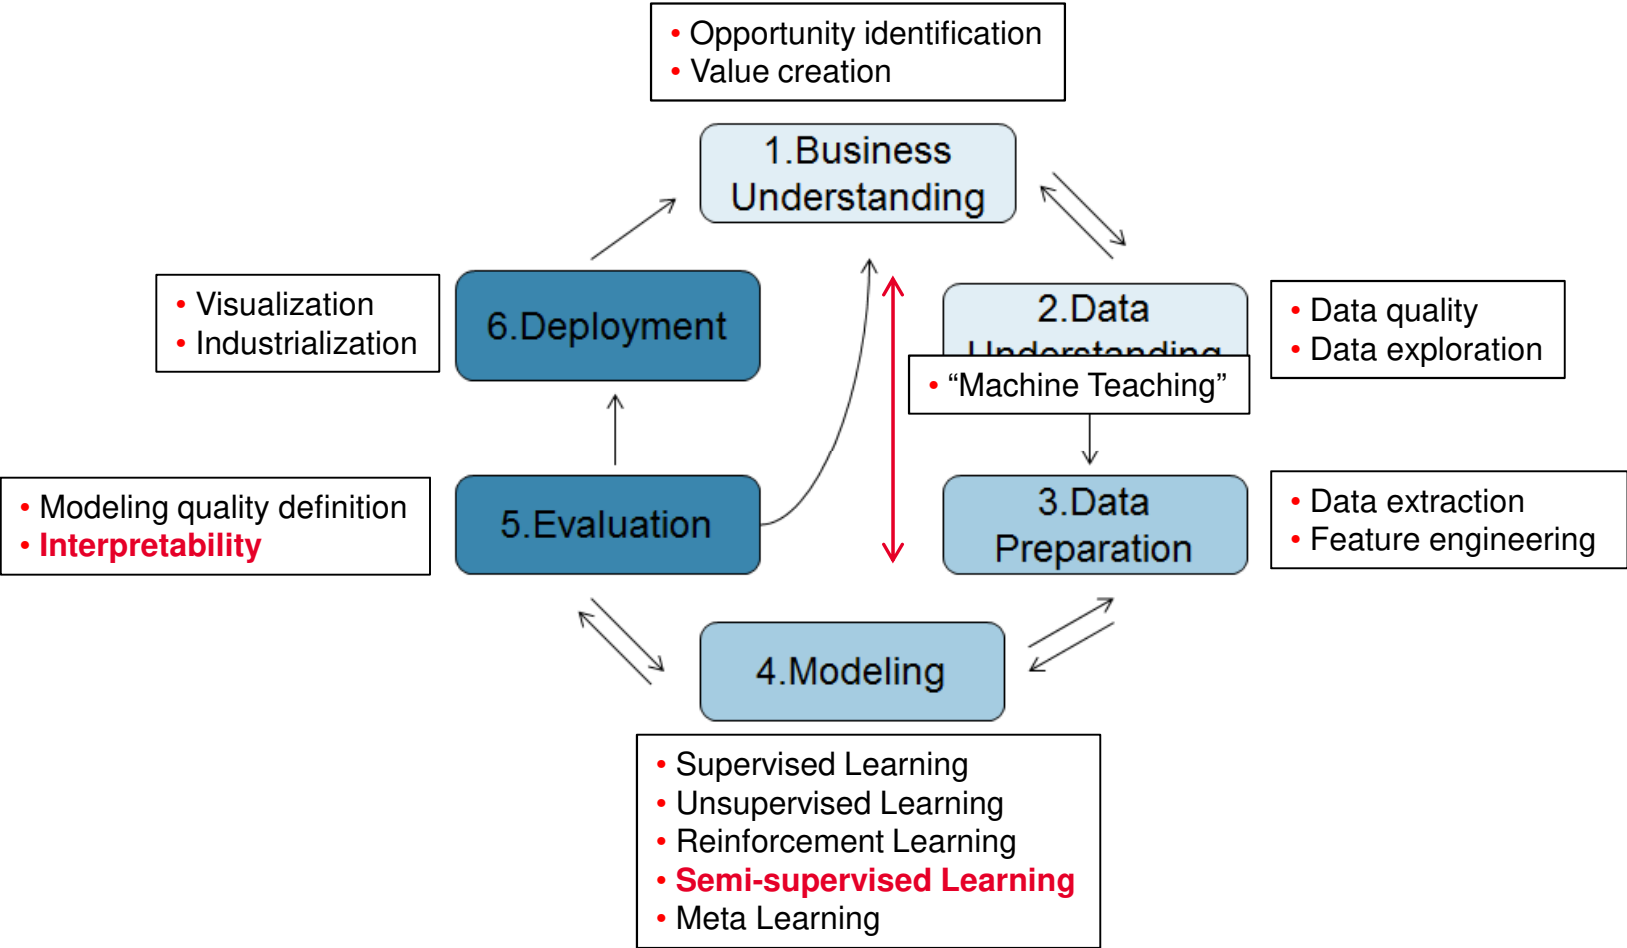 • Opportunity identification
• Value creation
1.Business
Understanding
• Visualization
• Industrialization
6.Deployment
2.Data
Understanding
• Data quality
• Data exploration
• “Machine Teaching”
• Modeling quality definition
• Interpretability
5.Evaluation
3.Data
Preparation
• Data extraction
• Feature engineering
4.Modeling
• Supervised Learning
• Unsupervised Learning
• Reinforcement Learning
• Semi-supervised Learning
• Meta Learning